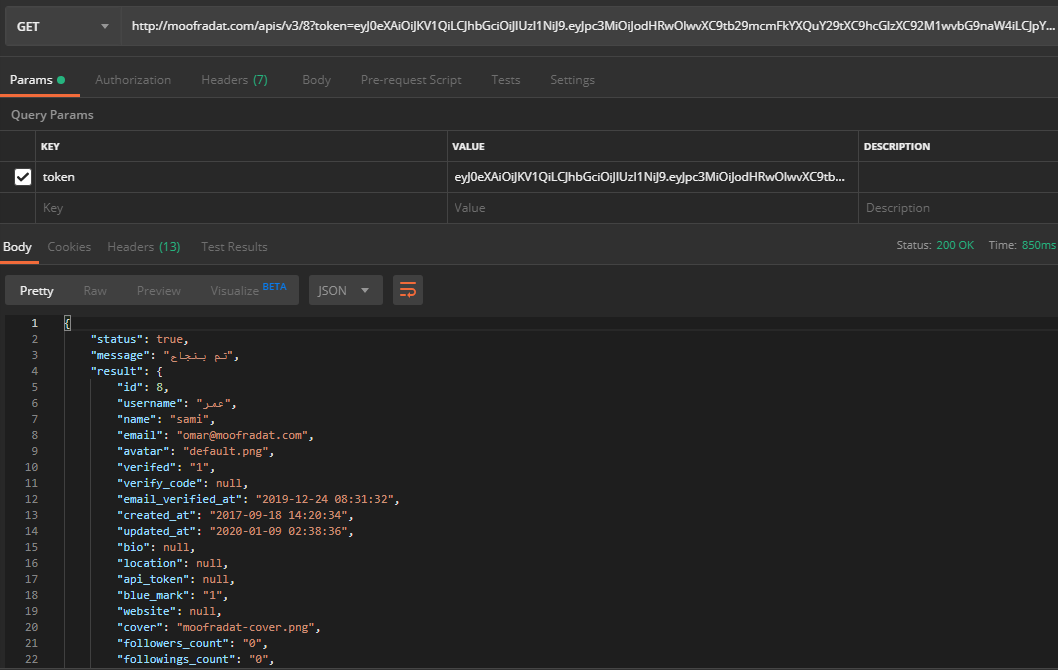 GET http://moofradat.com/apis/v3/8?token=eyJ0eXAiOiJKV1QiLCJhbGciOiJIUzI1NiJ9.eyJpc3MiOiJodHRwOlwvXC9tb29mcmFkYXQuY29tXC9hcGlzXC92M1wvbG9naW4iLCJpY...
Params Authorization Headers (7) Body Pre-request Script Tests Settings
Query Params
KEY VALUE DESCRIPTION
token eyJ0eXAiOiJKV1QiLCJhbGciOiJIUzI1NiJ9.eyJpc3MiOiJodHRwOlwvXC9tb...
Key Value Description
Body Cookies Headers (13) Test Results Status: 200 OK Time: 850ms
Pretty Raw Preview Visualize BETA JSON
1 {
2 "status": true,
3 "message": "تم بنجاح",
4 "result": {
5 "id": 8,
6 "username": "عمر",
7 "name": "sami",
8 "email": "omar@moofradat.com",
9 "avatar": "default.png",
10 "verifed": "1",
11 "verify_code": null,
12 "email_verified_at": "2019-12-24 08:31:32",
13 "created_at": "2017-09-18 14:20:34",
14 "updated_at": "2020-01-09 02:38:36",
15 "bio": null,
16 "location": null,
17 "api_token": null,
18 "blue_mark": "1",
19 "website": null,
20 "cover": "moofradat-cover.png",
21 "followers_count": "0",
22 "followings_count": "0",